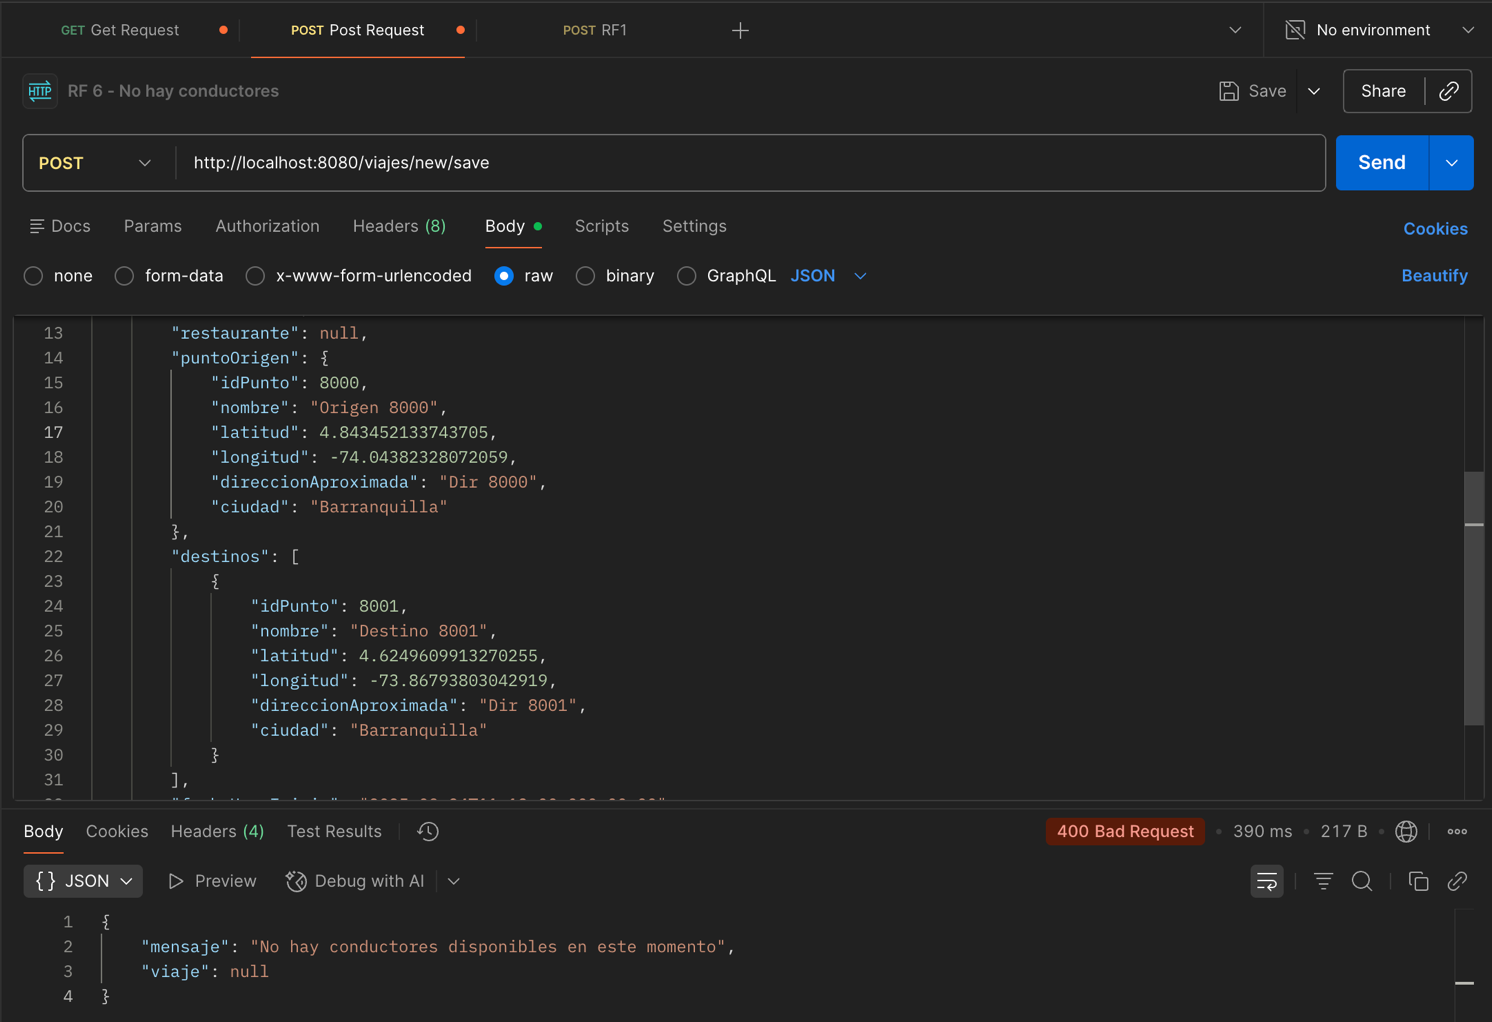 GET Get Request POST Post Request POST RF1 No environment
HTTP RF 6 - No hay conductores Save Share
POST http://localhost:8080/viajes/new/save Send
Docs Params Authorization Headers (8) Body Scripts Settings Cookies
none form-data x-www-form-urlencoded raw binary GraphQL JSON Beautify
13 "restaurante": null,
14 "puntoOrigen": {
15 "idPunto": 8000,
16 "nombre": "Origen 8000",
17 "latitud": 4.843452133743705,
18 "longitud": -74.04382328072059,
19 "direccionAproximada": "Dir 8000",
20 "ciudad": "Barranquilla"
21 },
22 "destinos": [
23 {
24 "idPunto": 8001,
25 "nombre": "Destino 8001",
26 "latitud": 4.6249609913270255,
27 "longitud": -73.86793803042919,
28 "direccionAproximada": "Dir 8001",
29 "ciudad": "Barranquilla"
30 }
31 ],
Body Cookies Headers (4) Test Results 400 Bad Request • 390 ms • 217 B •
{} JSON Preview Debug with AI
1 {
2 "mensaje": "No hay conductores disponibles en este momento",
3 "viaje": null
4 }